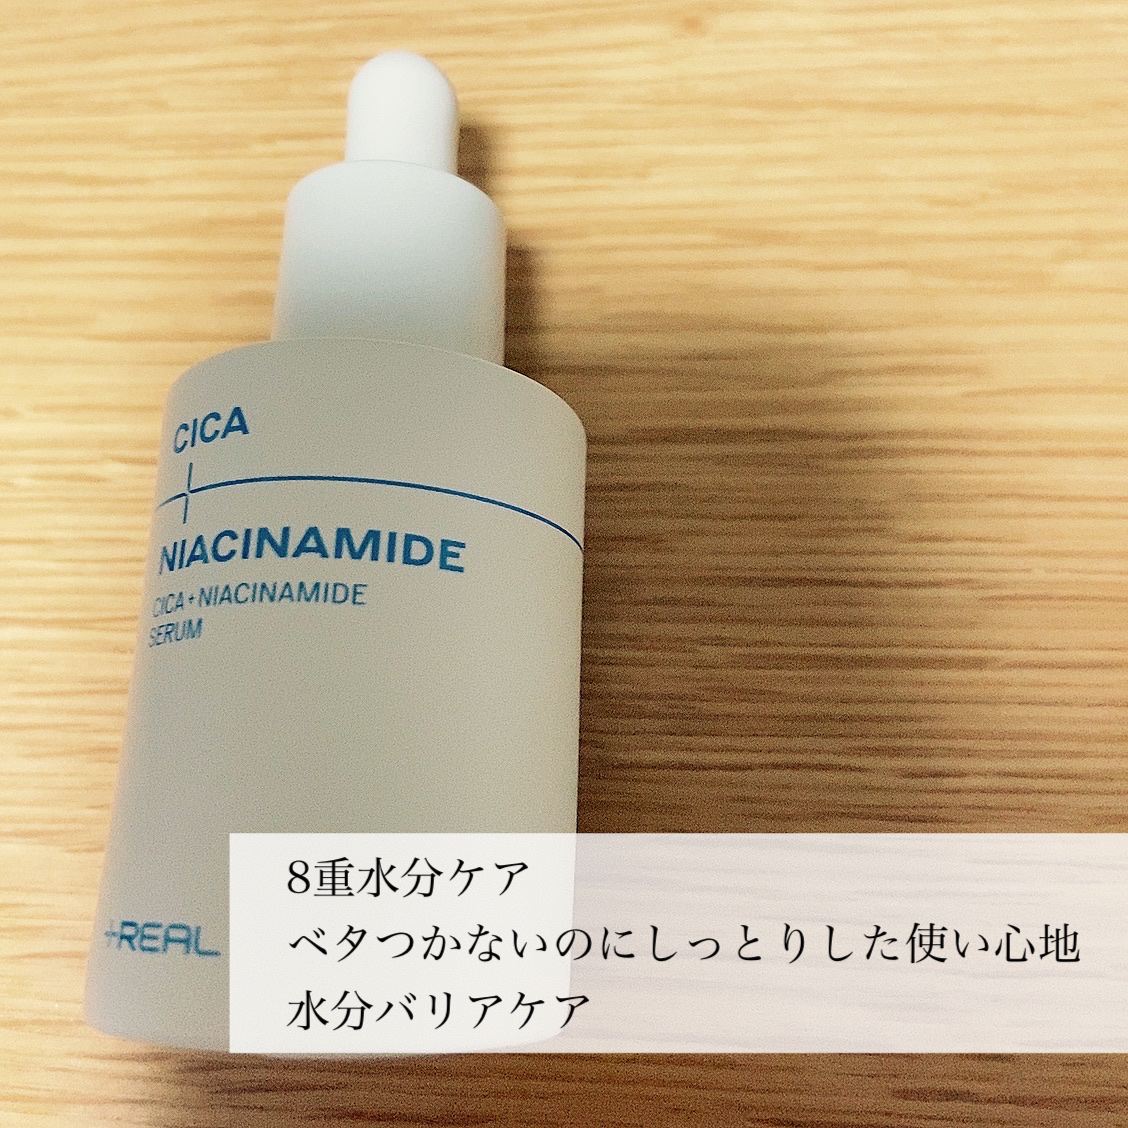 CICA
NIACINAMIDE
CICA+NIACINAMIDE
SERUM
+REAL
8重水分ケア
ベタつかないのにしっとりした使い心地
水分バリアケア